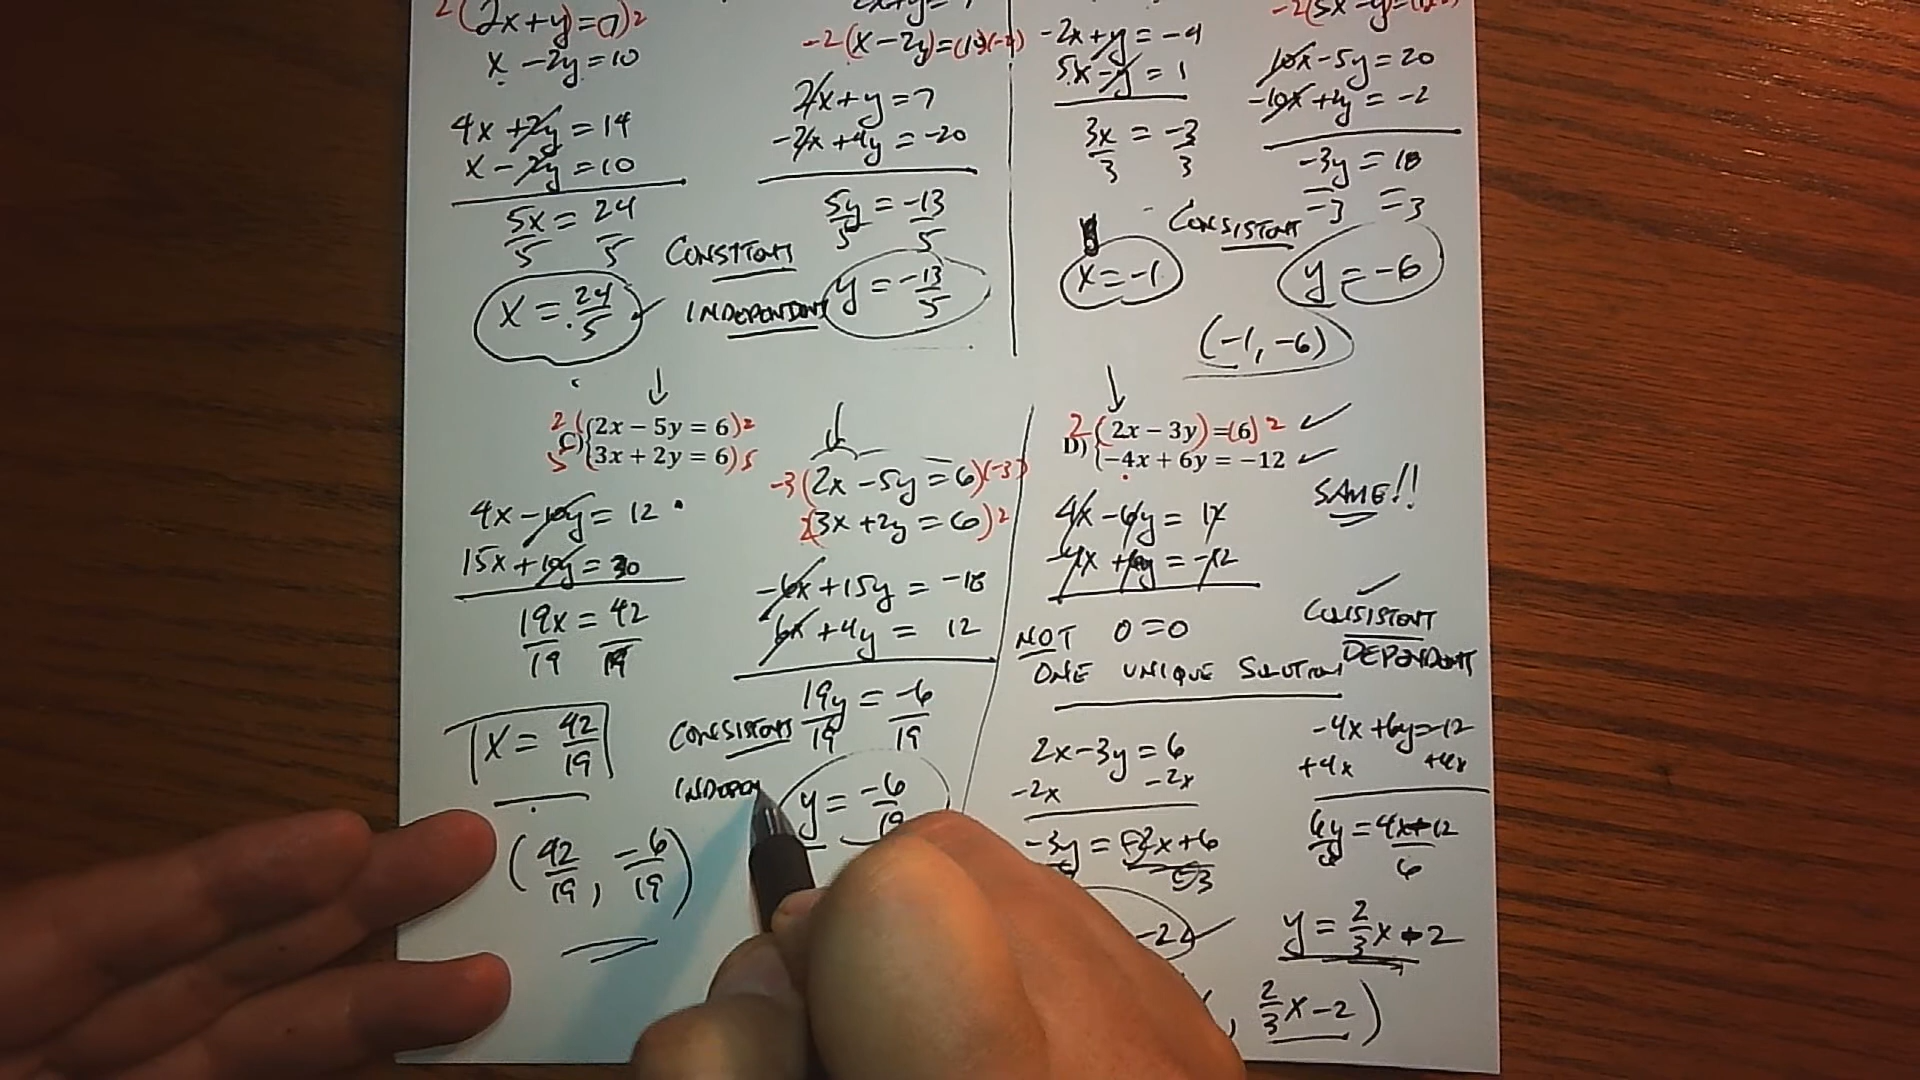 2(2x+y)=(7)2
x-2y=10
4x+2y=14
x-2y=10
5x=24
5 5
x=24/5
-2(x-2y)=(10)(-2)
2x+y=7
-2x+4y=-20
5y=-13
5 5
y=-13/5
INDEPENDENT
-2x+y=-4
5x-y=1
3x=-3
3 3
x=-1
CONSISTENT
10x-5y=20
-10x+2y=-2
-3y=18
-3 =3
y=-6
(-1,-6)
C)
2(2x-5y=6)2
5(3x+2y=6)5
4x-10y=12
15x+10y=30
19x=42
19 19
x=42/19
(42/19,-6/19)
-3(2x-5y=6)(-3)
2(3x+2y=6)2
-6x+15y=-18
6x+4y=12
19y=-6
19 19
CONSISTENT
INDEPEN
y=-6/19
D)
2(2x-3y)=(6)2
-4x+6y=-12
SAME!!
4x-6y=12
-4x+6y=-12
0=0
NOT
ONE UNIQUE SOLUTION
CONSISTENT
DEPENDENT
2x-3y=6
-2x -2x
-3y=-2x+6
-3
-4x+6y=-12
+4x +4x
6y=4x-12
6 6
y=2/3x-2
, 2/3x-2)